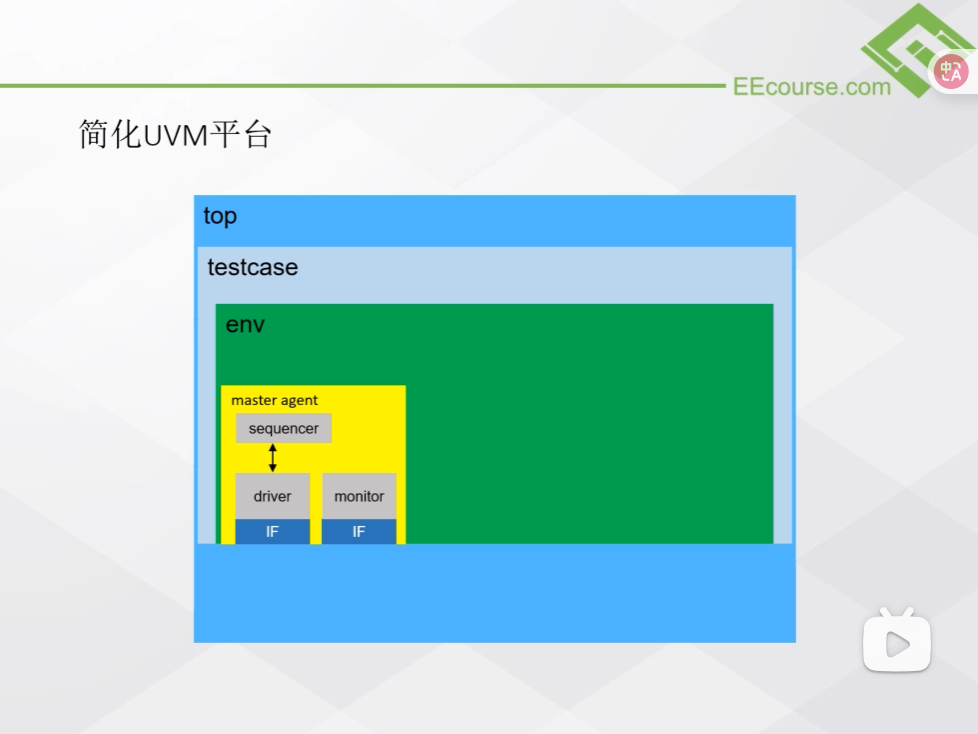 EEcourse.com
中
A
简化UVM平台
top
testcase
env
master agent
sequencer
driver
monitor
IF
IF